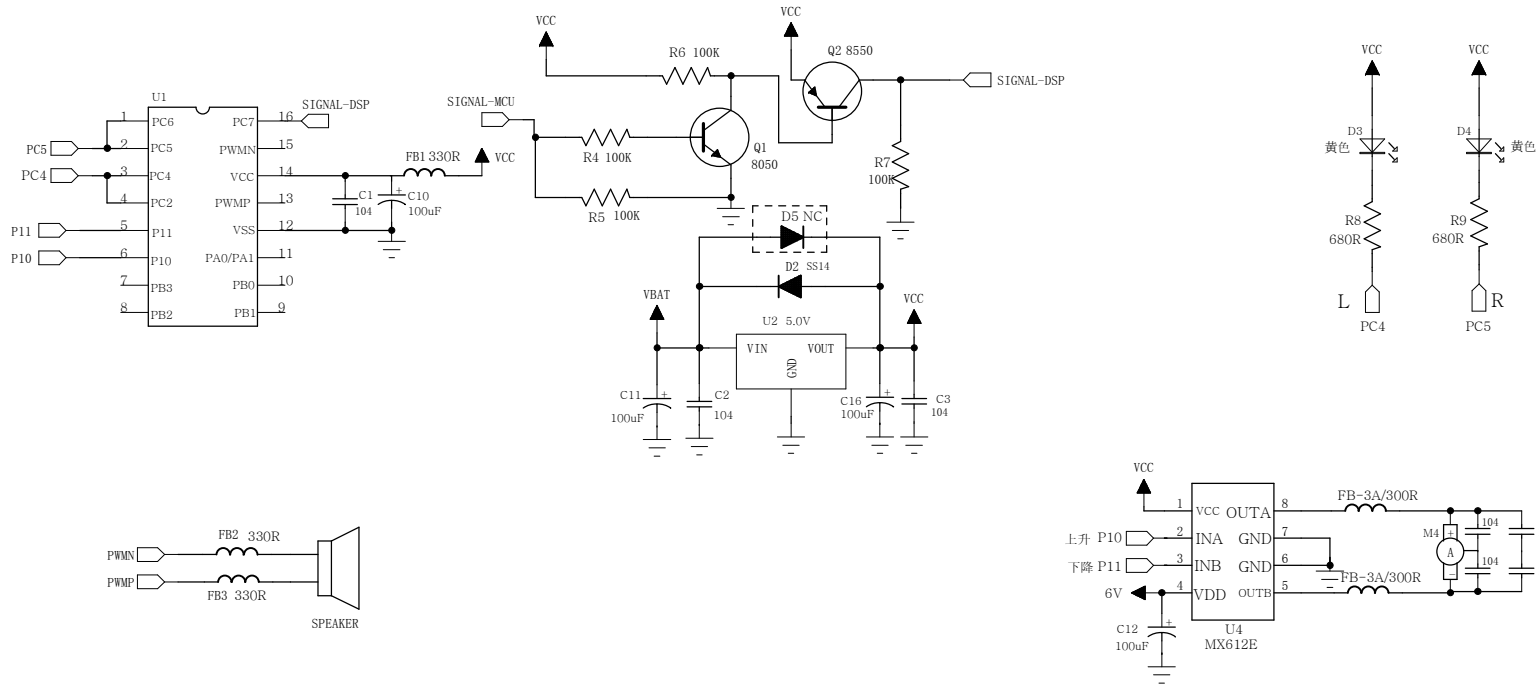 U1
1
PC6
PC7
16
SIGNAL-DSP
PC5
2
PC5
PWMN
15
PC4
3
PC4
VCC
14
FB1 330R
VCC
4
PC2
PWMP
13
C1
104
C10
+
100uF
P11
5
P11
VSS
12
P10
6
P10
PA0/PA1
11
7
PB3
PB0
10
8
PB2
PB1
9
VCC
R6 100K
VCC
Q2 8550
SIGNAL-DSP
SIGNAL-MCU
R4 100K
Q1
8050
R7
100K
R5 100K
D5 NC
D2 SS14
VBAT
VCC
U2 5.0V
VIN
VOUT
GND
C11
+
100uF
C2
104
C16
+
100uF
C3
104
VCC
VCC
D3
黄色
D4
黄色
R8
680R
R9
680R
L
R
PC4
PC5
PWMN
FB2 330R
PWMP
FB3 330R
SPEAKER
VCC
1
VCC
OUTA
8
FB-3A/300R
上升 P10
2
INA
GND
7
下降 P11
3
INB
GND
6
6V
4
VDD
OUTB
5
FB-3A/300R
M4
+
A
-
104
104
C12
+
100uF
U4
MX612E